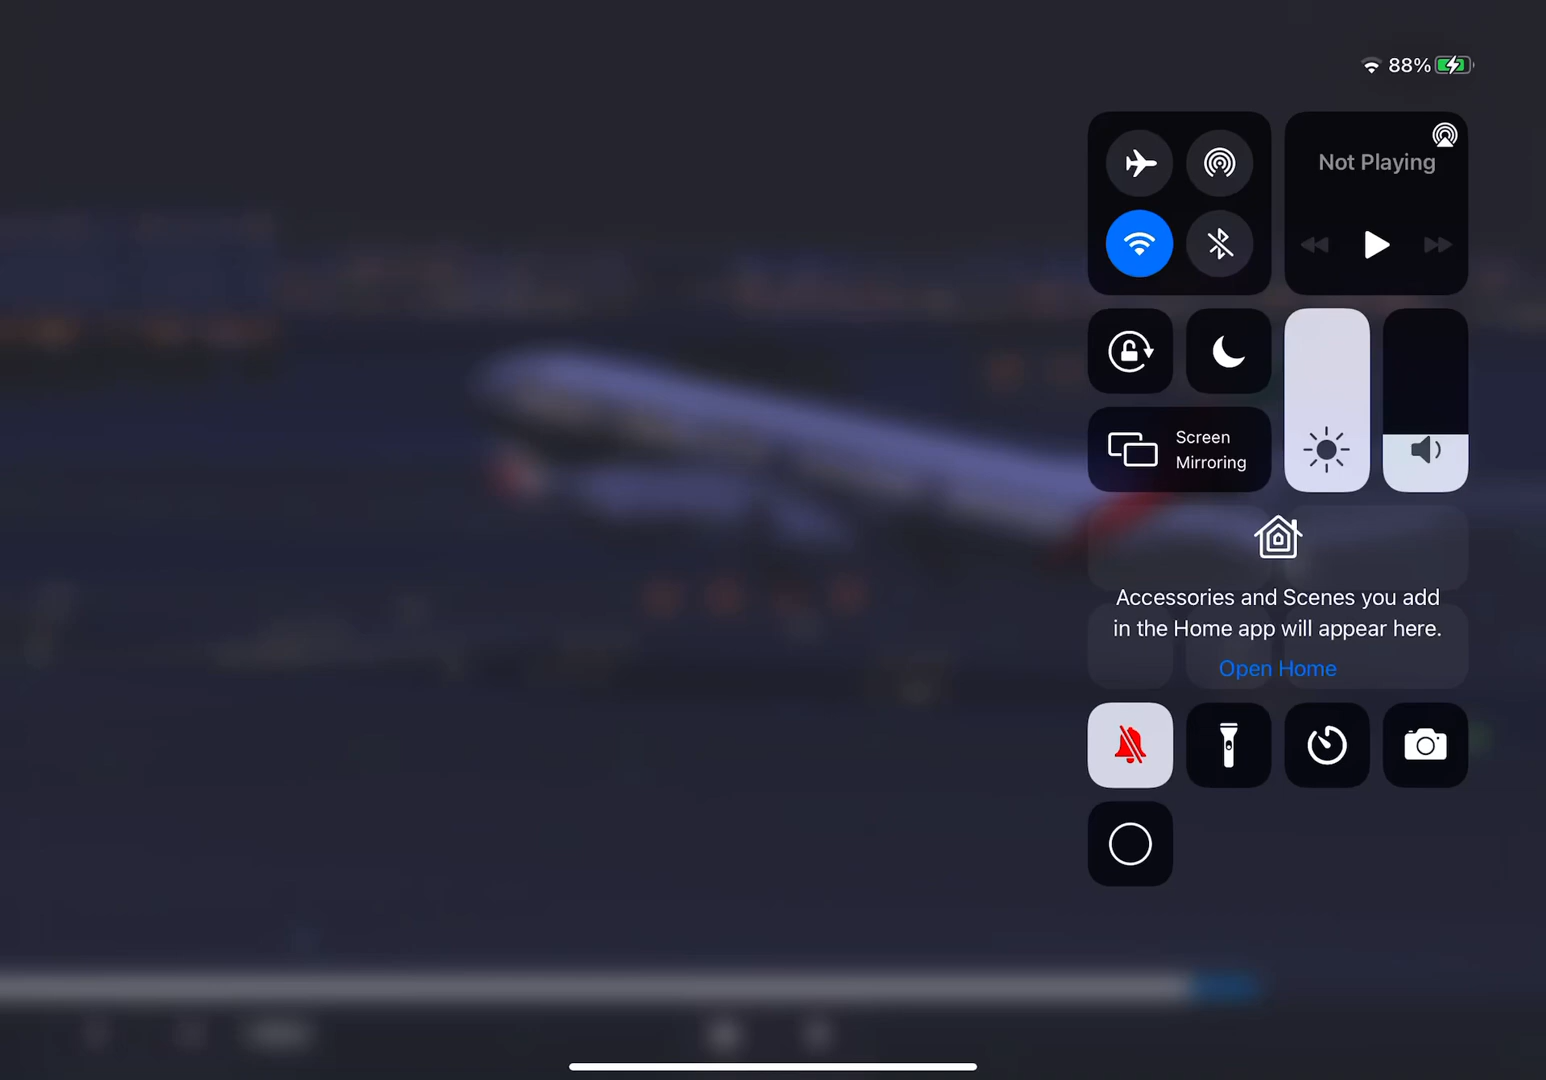 88%
Not Playing
Screen
Mirroring
Accessories and Scenes you add
in the Home app will appear here.
Open Home